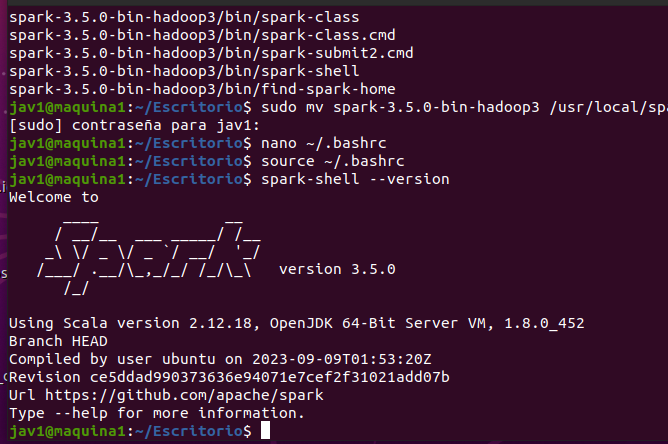 spark-3.5.0-bin-hadoop3/bin/spark-class
spark-3.5.0-bin-hadoop3/bin/spark-class.cmd
spark-3.5.0-bin-hadoop3/bin/spark-submit2.cmd
spark-3.5.0-bin-hadoop3/bin/spark-shell
spark-3.5.0-bin-hadoop3/bin/find-spark-home
jav1@maquina1:~/Escritorio$ sudo mv spark-3.5.0-bin-hadoop3 /usr/local/spa
[sudo] contraseña para jav1:
jav1@maquina1:~/Escritorio$ nano ~/.bashrc
jav1@maquina1:~/Escritorio$ source ~/.bashrc
jav1@maquina1:~/Escritorio$ spark-shell --version
Welcome to
      ____              __
     / __/__  ___ _____/ /__
    _\ \/ _ \/ _ `/ __/  '_/
   /___/ .__/\_,_/_/ /_/\_\   version 3.5.0
      /_/
Using Scala version 2.12.18, OpenJDK 64-Bit Server VM, 1.8.0_452
Branch HEAD
Compiled by user ubuntu on 2023-09-09T01:53:20Z
Revision ce5ddad990373636e94071e7cef2f31021add07b
Url https://github.com/apache/spark
Type --help for more information.
jav1@maquina1:~/Escritorio$